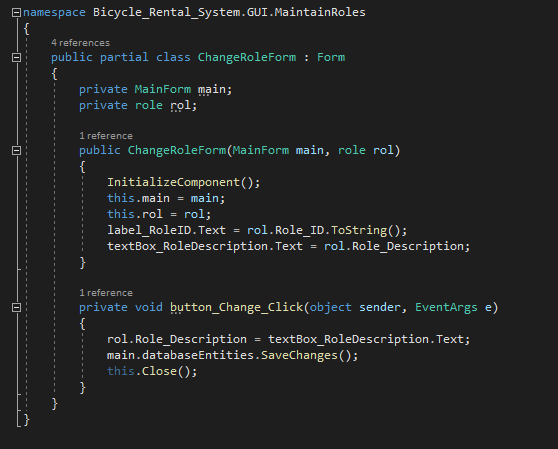 namespace Bicycle_Rental_System.GUI.MaintainRoles
{
4 references
public partial class ChangeRoleForm : Form
{
private MainForm main;
private role rol;
1 reference
public ChangeRoleForm(MainForm main, role rol)
{
InitializeComponent();
this.main = main;
this.rol = rol;
label_RoleID.Text = rol.Role_ID.ToString();
textBox_RoleDescription.Text = rol.Role_Description;
}
1 reference
private void button_Change_Click(object sender, EventArgs e)
{
rol.Role_Description = textBox_RoleDescription.Text;
main.databaseEntities.SaveChanges();
this.Close();
}
}
}